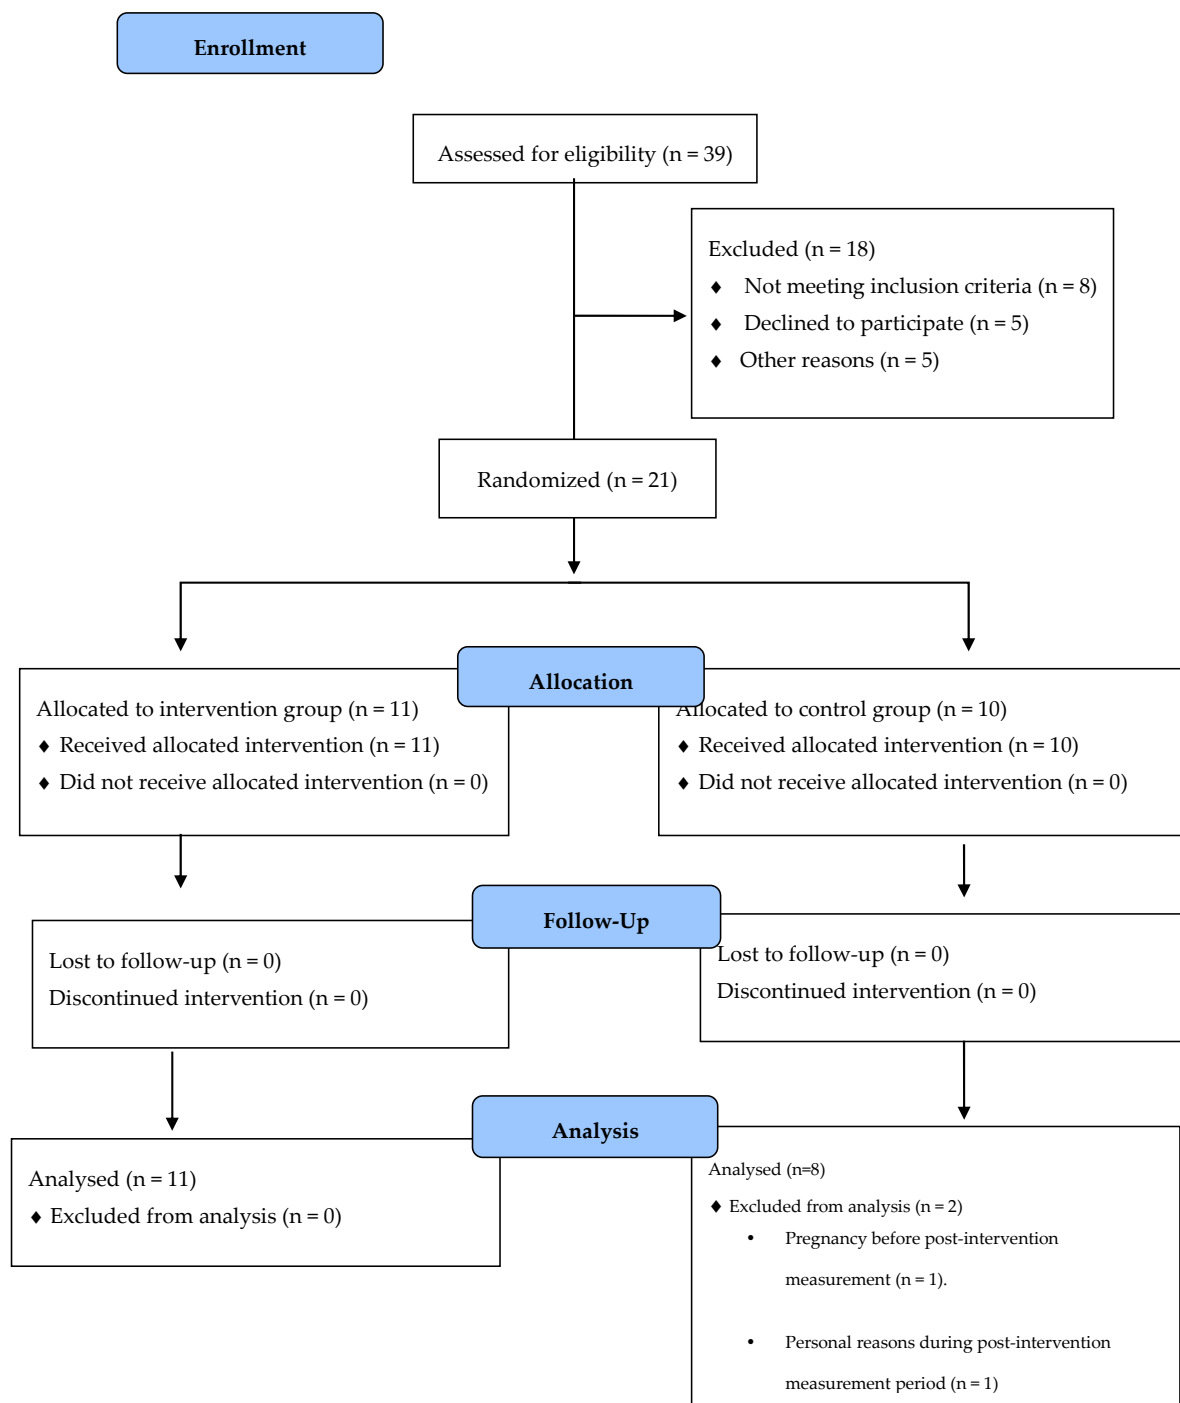 Enrollment
Assessed for eligibility (n = 39)
Excluded (n = 18)
♦ Not meeting inclusion criteria (n = 8)
♦ Declined to participate (n = 5)
♦ Other reasons (n = 5)
Randomized (n = 21)
Allocation
Allocated to intervention group (n = 11)
♦ Received allocated intervention (n = 11)
♦ Did not receive allocated intervention (n = 0)
Allocated to control group (n = 10)
♦ Received allocated intervention (n = 10)
♦ Did not receive allocated intervention (n = 0)
Follow-Up
Lost to follow-up (n = 0)
Discontinued intervention (n = 0)
Lost to follow-up (n = 0)
Discontinued intervention (n = 0)
Analysis
Analysed (n = 11)
♦ Excluded from analysis (n = 0)
Analysed (n=8)
♦ Excluded from analysis (n = 2)
• Pregnancy before post-intervention
measurement (n = 1).
• Personal reasons during post-intervention
measurement period (n = 1)